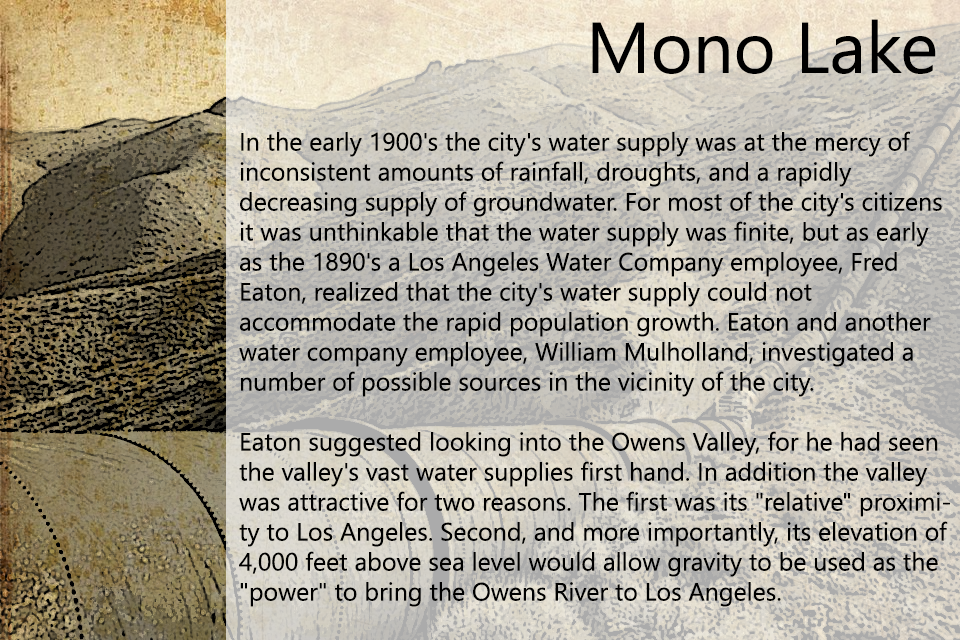 Mono Lake
In the early 1900's the city's water supply was at the mercy of
inconsistent amounts of rainfall, droughts, and a rapidly
decreasing supply of groundwater. For most of the city's citizens
it was unthinkable that the water supply was finite, but as early
as the 1890's a Los Angeles Water Company employee, Fred
Eaton, realized that the city's water supply could not
accommodate the rapid population growth. Eaton and another
water company employee, William Mulholland, investigated a
number of possible sources in the vicinity of the city.
Eaton suggested looking into the Owens Valley, for he had seen
the valley's vast water supplies first hand. In addition the valley
was attractive for two reasons. The first was its "relative" proximi-
ty to Los Angeles. Second, and more importantly, its elevation of
4,000 feet above sea level would allow gravity to be used as the
"power" to bring the Owens River to Los Angeles.